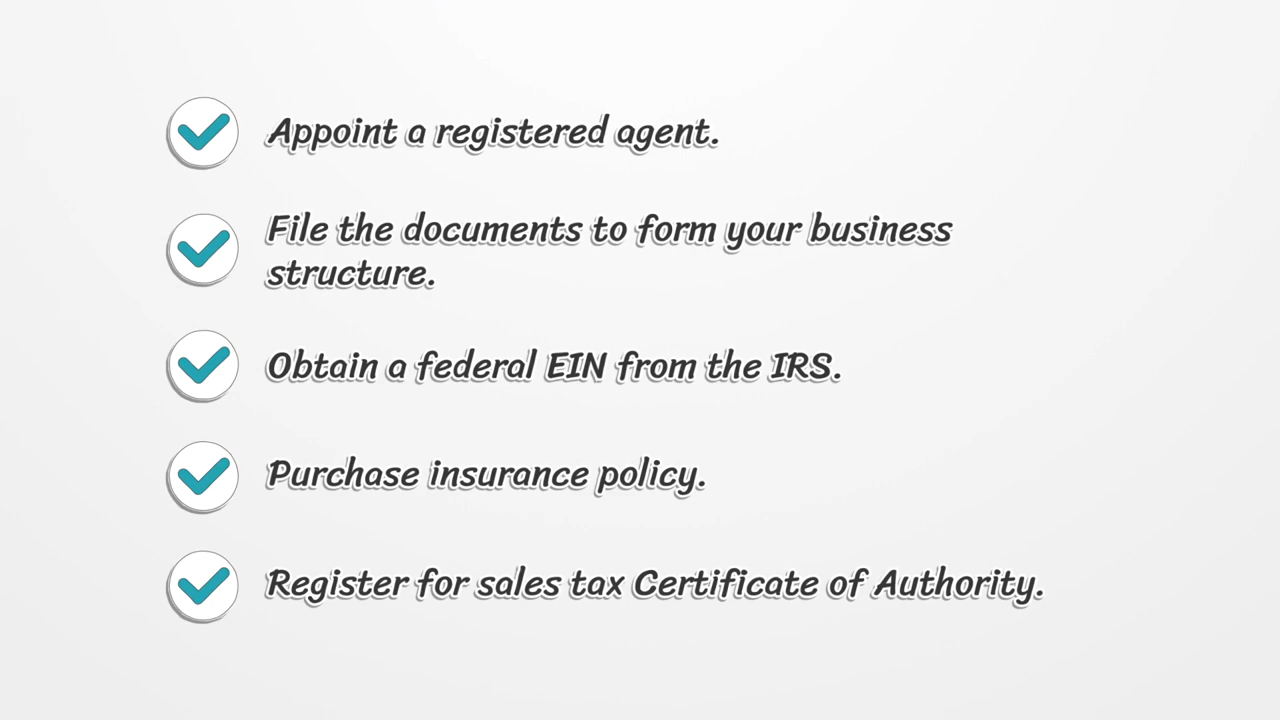 Appoint a registered agent.
File the documents to form your business
structure.
Obtain a federal EIN from the IRS.
Purchase insurance policy.
Register for sales tax Certificate of Authority.